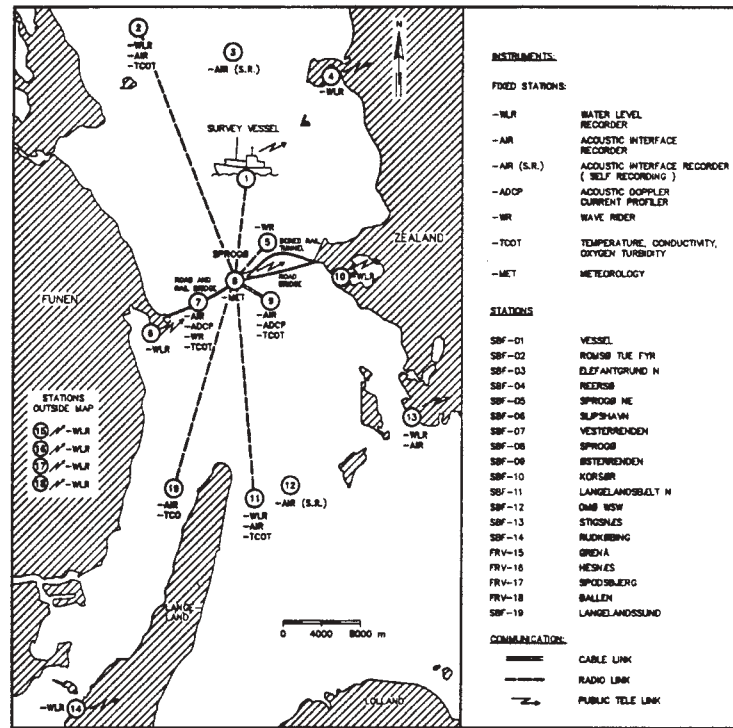 2
-WLR
-AIR
-TCOT
3
-AIR (S.R.)
4
-WLR
N
SURVEY VESSEL
1
-WR
5
BORED RAIL
TUNNEL
ZEALAND
SPROGØ
ROAD
BRIDGE
10
-WLR
FUNEN
ROAD AND
RAIL BRIDGE
8
-MET
7
-AIR
-ADCP
-WR
-TCOT
9
-AIR
-ADCP
-TCOT
6
-WLR
STATIONS
OUTSIDE MAP
15 -WLR
16 -WLR
17 -WLR
18 -WLR
13
-WLR
-AIR
19
-AIR
-TCO
11
-WLR
-AIR
-TCOT
12
-AIR (S.R.)
LANGE-
LAND
0 4000 8000 m
-WLR 14
LOLLAND
INSTRUMENTS:
FIXED STATIONS:
-WLR WATER LEVEL
RECORDER
-AIR ACOUSTIC INTERFACE
RECORDER
-AIR (S.R.) ACOUSTIC INTERFACE RECORDER
( SELF RECORDING )
-ADCP ACOUSTIC DOPPLER
CURRENT PROFILER
-WR WAVE RIDER
-TCOT TEMPERATURE, CONDUCTIVITY,
OXYGEN TURBIDITY
-MET METEOROLOGY
STATIONS
SBF-01 VESSEL
SBF-02 ROMSØ TUE FYR
SBF-03 ELEFANTGRUND N
SBF-04 REERSØ
SBF-05 SPROGØ NE
SBF-06 SLIPSHAVN
SBF-07 VESTERRENDEN
SBF-08 SPROGØ
SBF-09 ØSTERRENDEN
SBF-10 KORSØR
SBF-11 LANGELANDSBÆLT N
SBF-12 OMØ WSW
SBF-13 STIGSNÆS
SBF-14 RUDKØBING
FRV-15 GRENÅ
FRV-16 HESNÆS
FRV-17 SPODSBJERG
FRV-18 BALLEN
SBF-19 LANGELANDSSUND
COMMUNICATION:
CABLE LINK
RADIO LINK
PUBLIC TELE LINK